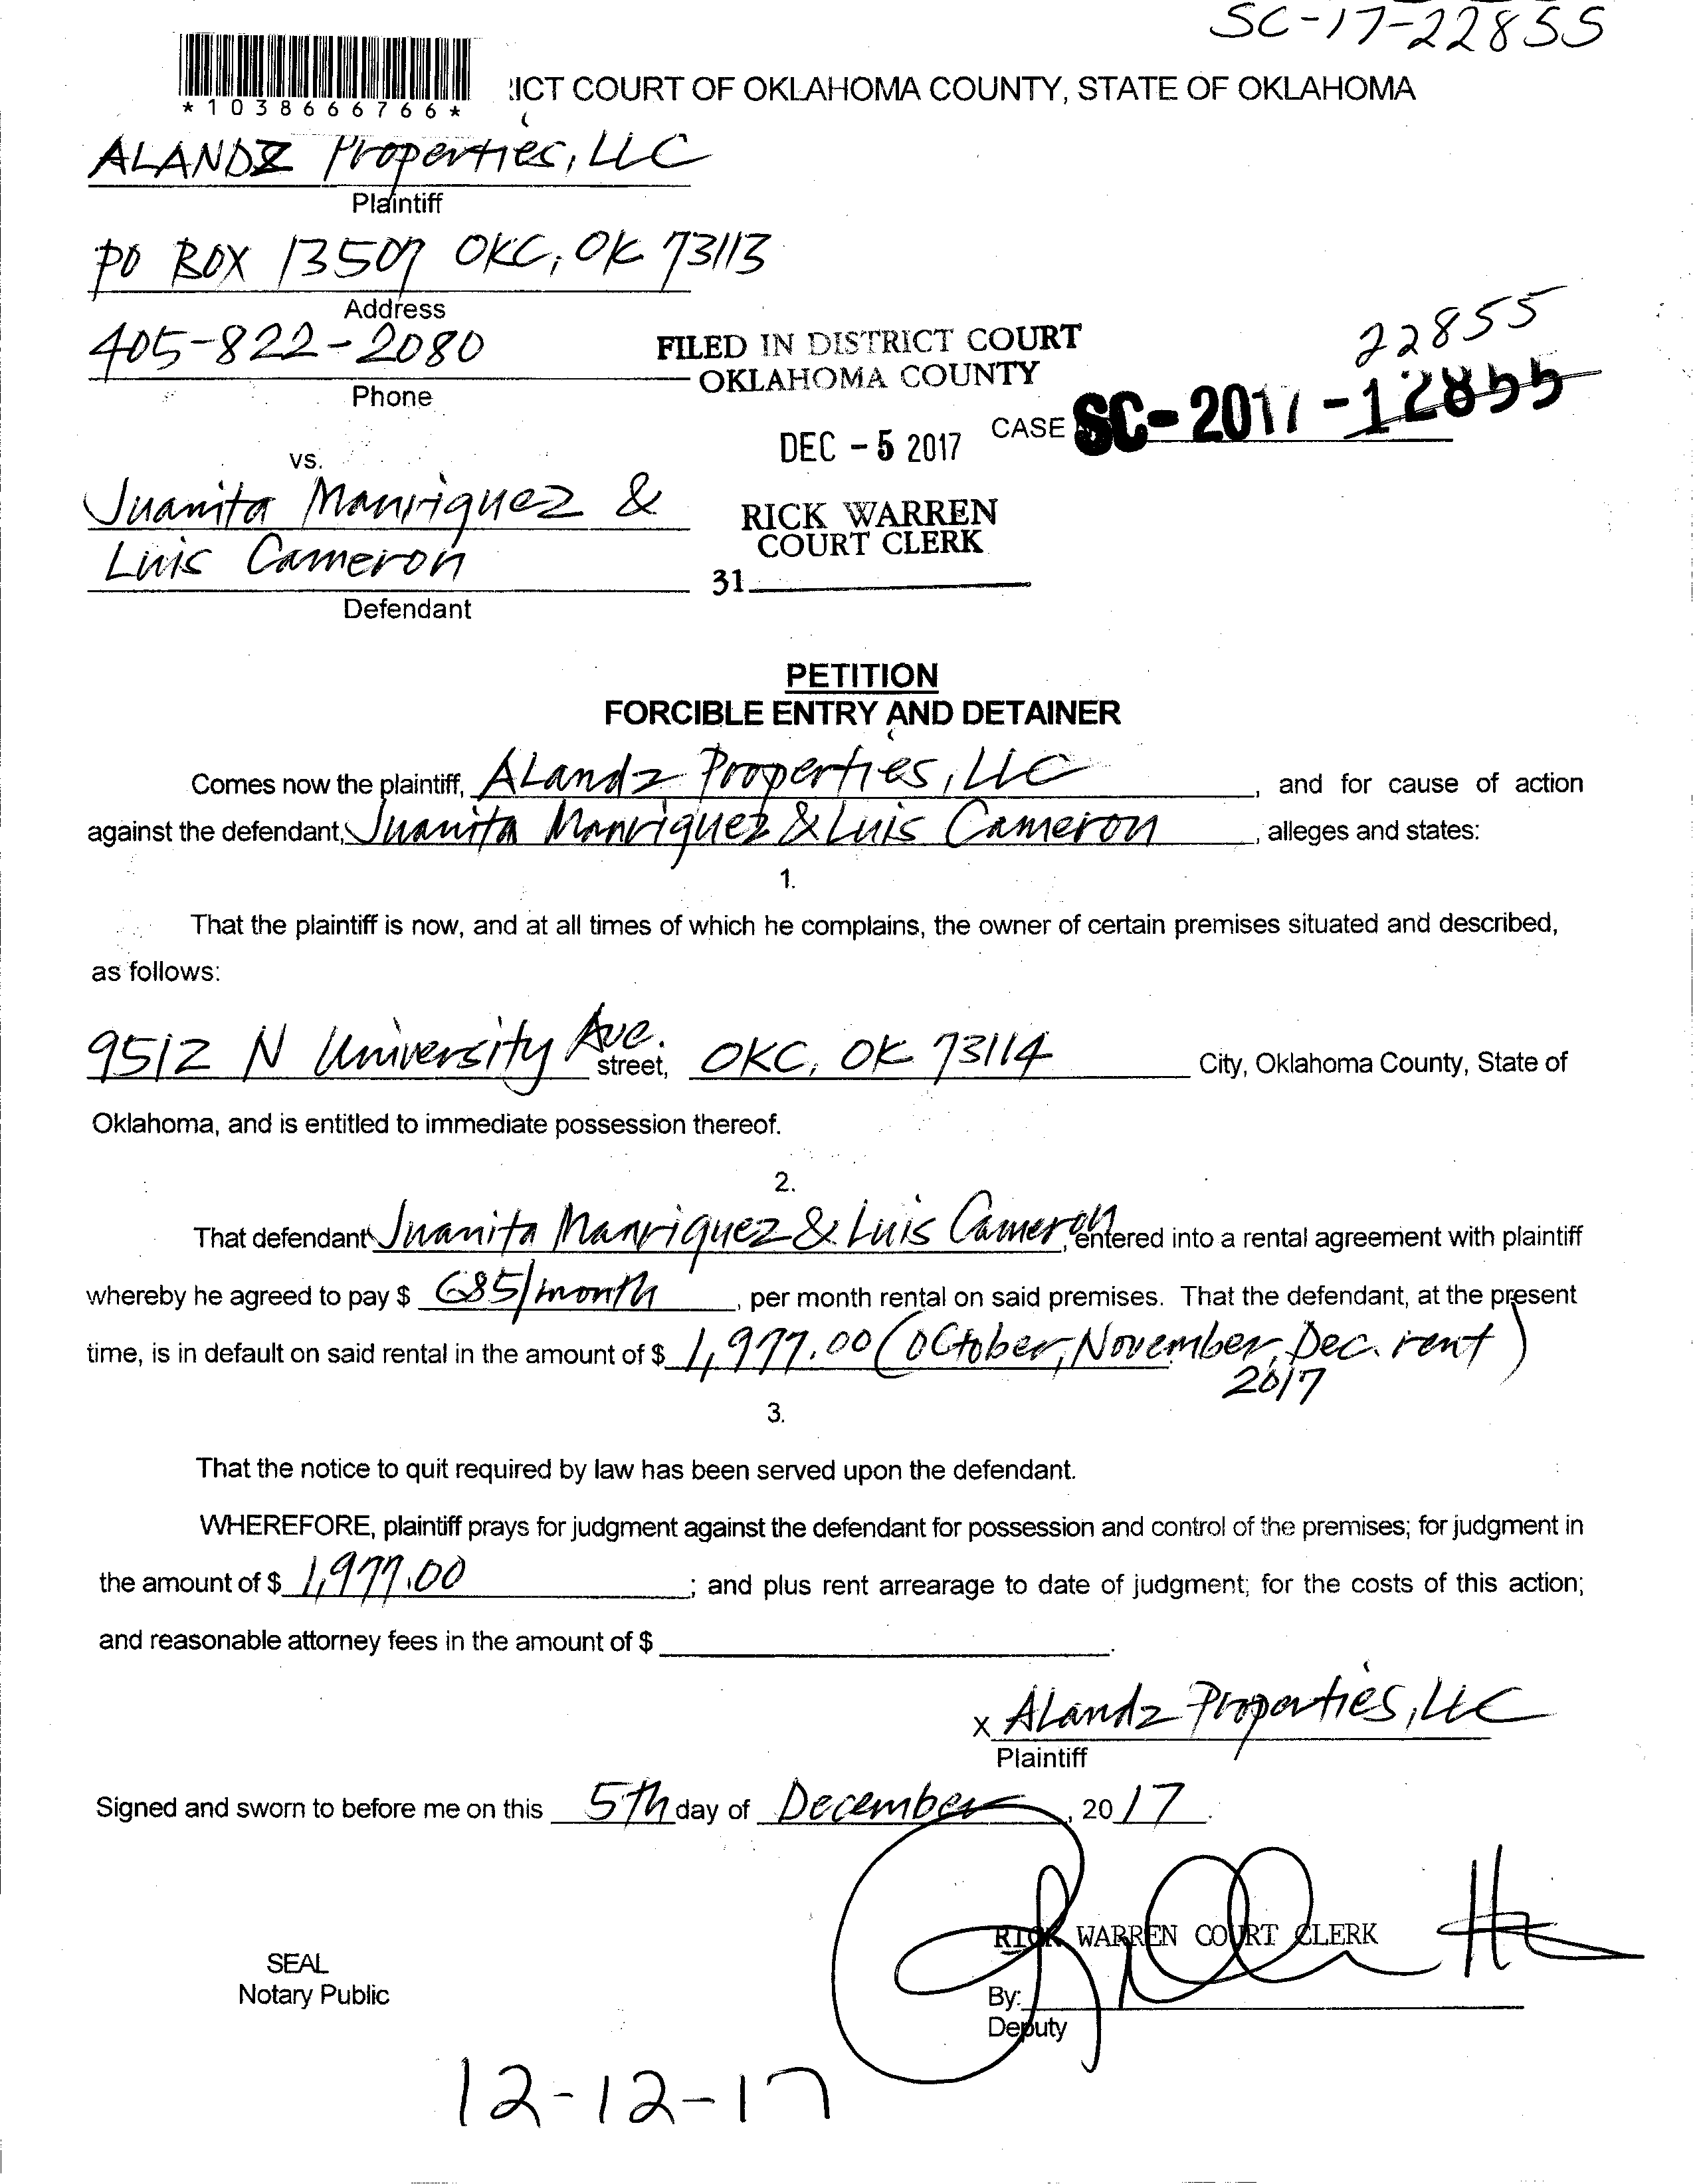 SC-17-22855
*1038666766*
ICT COURT OF OKLAHOMA COUNTY, STATE OF OKLAHOMA
ALANDZ Properties, LLC
Plaintiff
PO BOX 13507 OKC, OK 73113
Address
405-822-2080
Phone
FILED IN DISTRICT COURT
OKLAHOMA COUNTY
22855
CASE SC-2017-12855
DEC - 5 2017
vs.
Juanita Manriquez &
Luis Cameron
Defendant
RICK WARREN
COURT CLERK
31
PETITION
FORCIBLE ENTRY AND DETAINER
Comes now the plaintiff, ALandz Properties, LLC, and for cause of action
against the defendant, Juanita Manriquez & Luis Cameron, alleges and states:
1.
That the plaintiff is now, and at all times of which he complains, the owner of certain premises situated and described,
as follows:
9512 N University Ave. street, OKC, OK 73114 City, Oklahoma County, State of
Oklahoma, and is entitled to immediate possession thereof.
2.
That defendant Juanita Manriquez & Luis Cameron, entered into a rental agreement with plaintiff
whereby he agreed to pay $ 685/month, per month rental on said premises. That the defendant, at the present
time, is in default on said rental in the amount of $ 1,977.00 (October, November, Dec. rent)
2017
3.
That the notice to quit required by law has been served upon the defendant.
WHEREFORE, plaintiff prays for judgment against the defendant for possession and control of the premises; for judgment in
the amount of $ 1,977.00; and plus rent arrearage to date of judgment; for the costs of this action;
and reasonable attorney fees in the amount of $ .
x ALandz Properties, LLC
Plaintiff
Signed and sworn to before me on this 5th day of December, 2017.
RICK WARREN COURT CLERK
SEAL
Notary Public
By:
Deputy
12-12-17